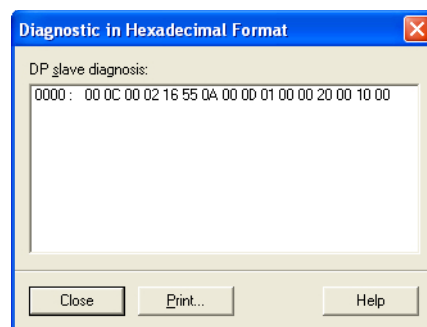 Diagnostic in Hexadecimal Format
DP slave diagnosis:
0000 : 00 0C 00 02 16 55 0A 00 0D 01 00 00 20 00 10 00
Close Print... Help